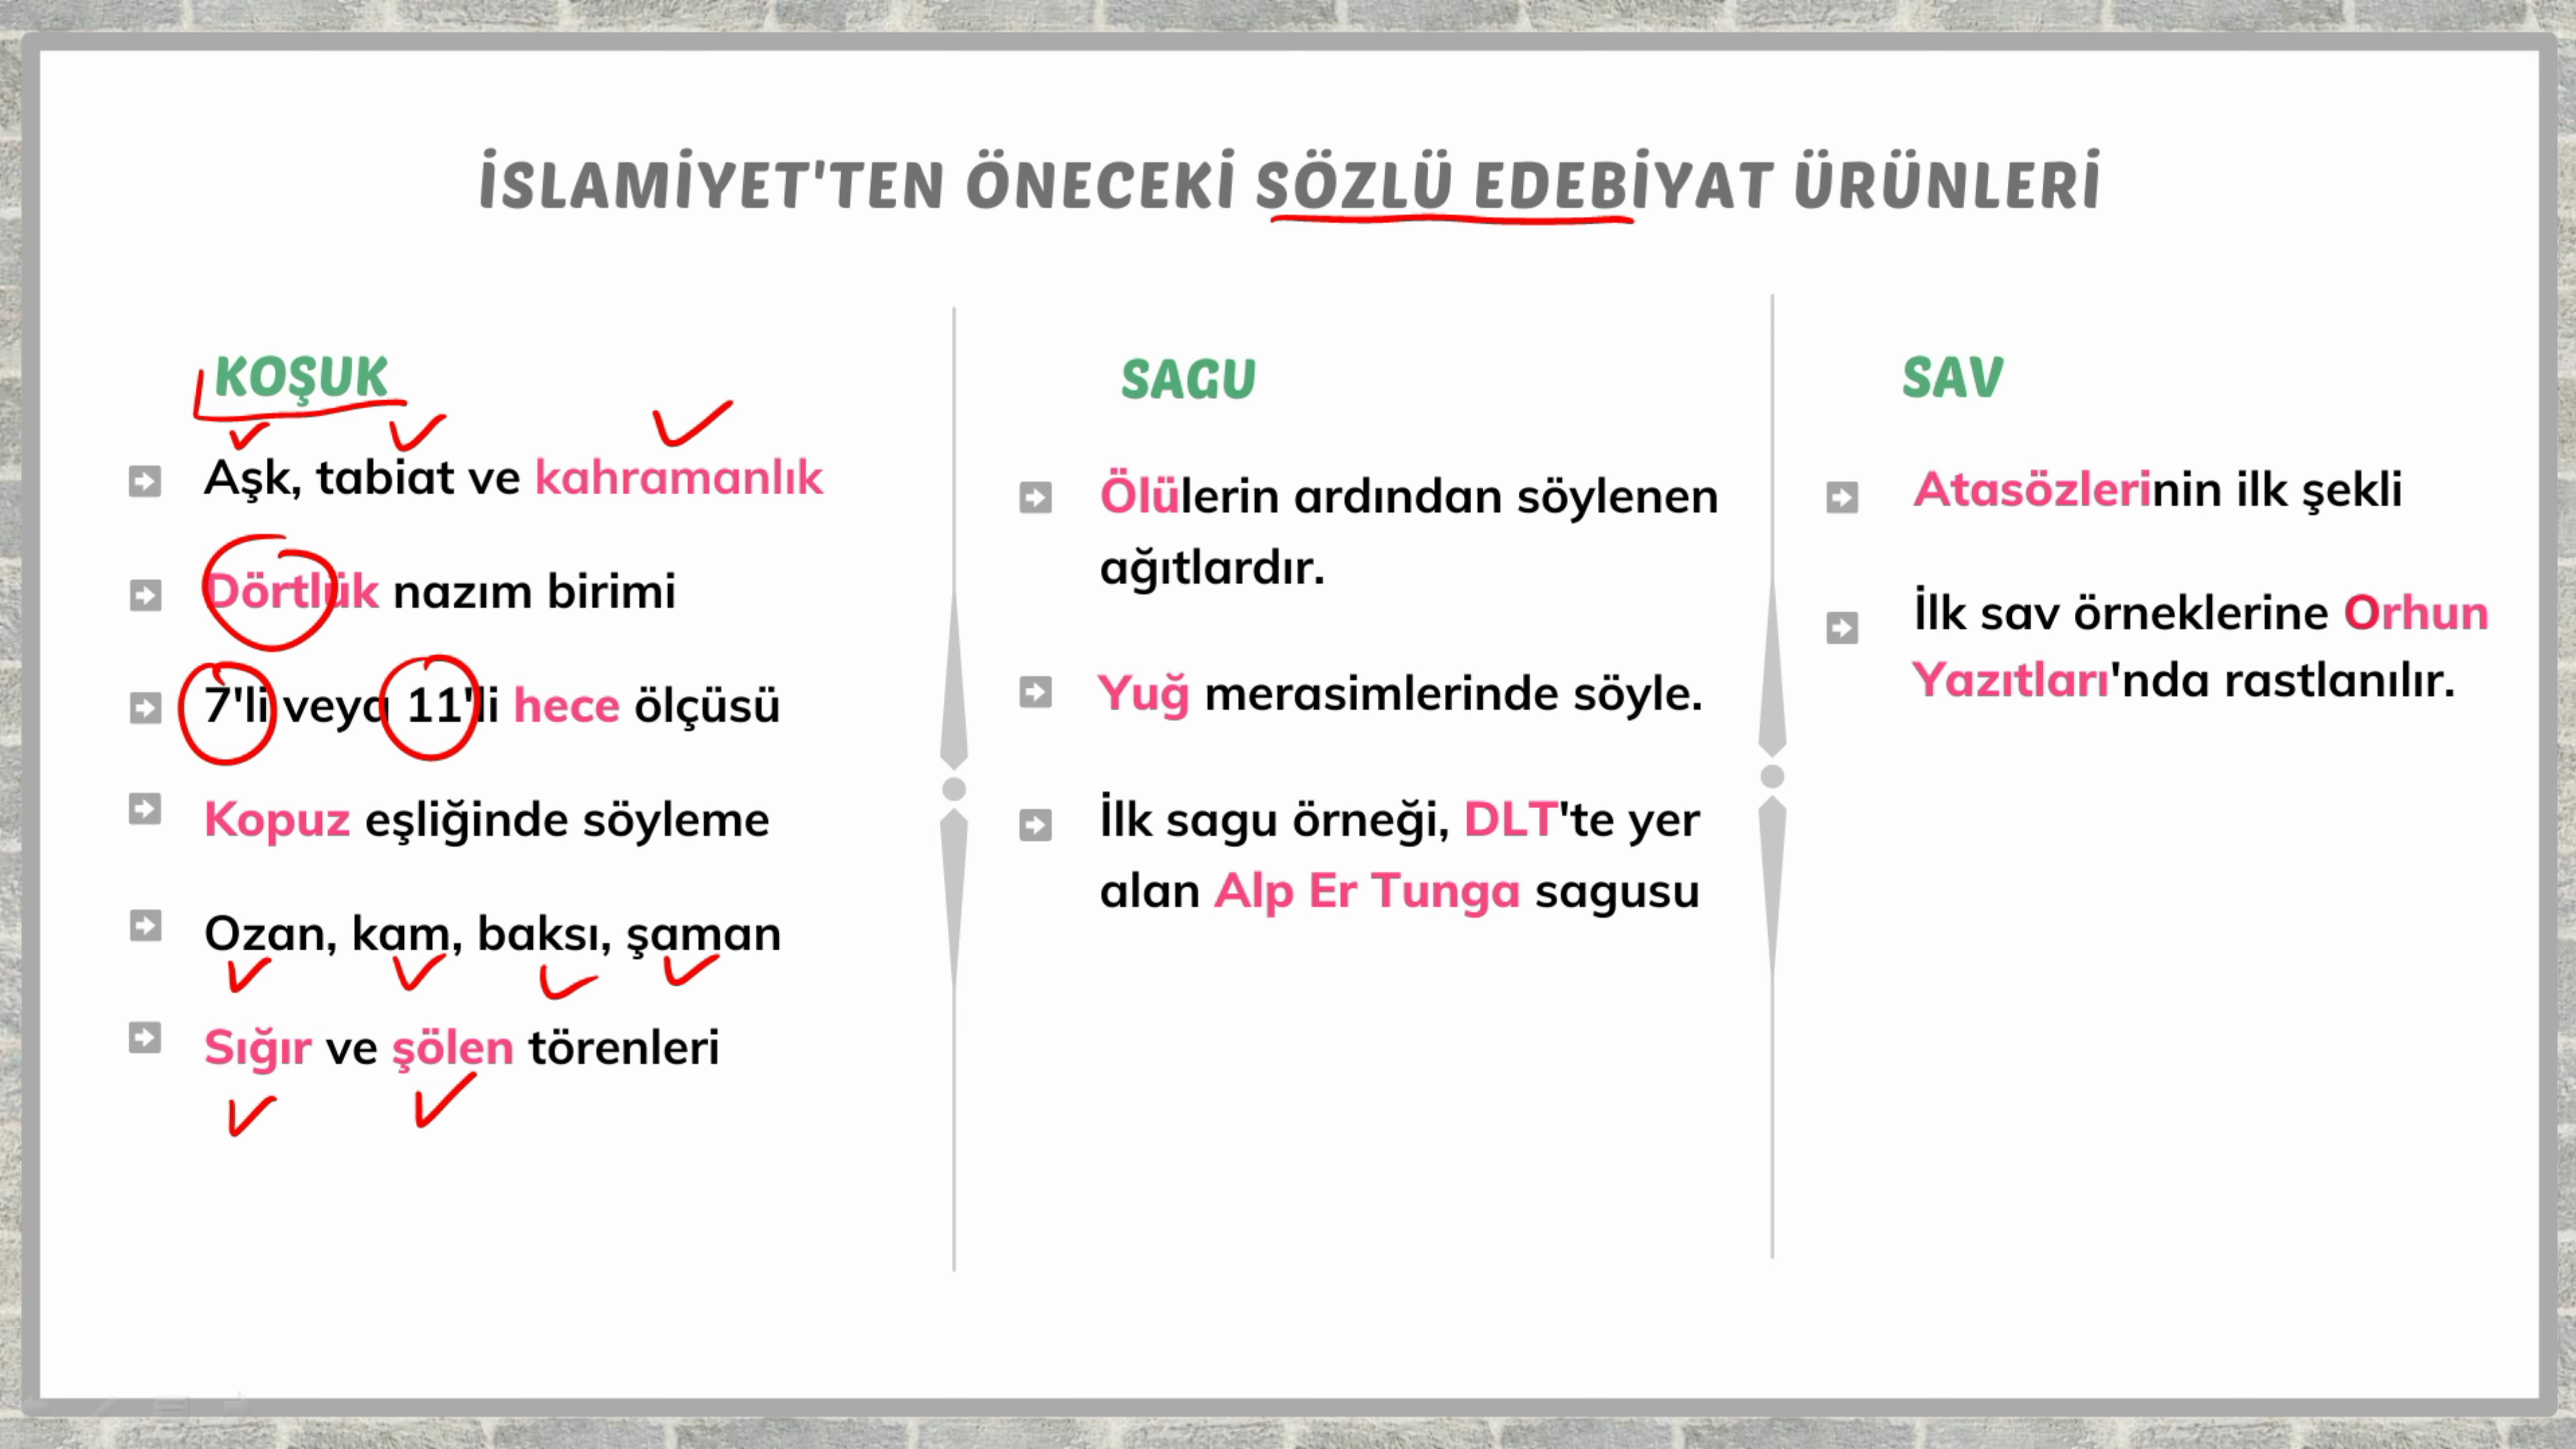 İSLAMİYET'TEN ÖNECEKİ SÖZLÜ EDEBİYAT ÜRÜNLERİ
KOŞUK
Aşk, tabiat ve kahramanlık
Dörtlük nazım birimi
7'li veya 11'li hece ölçüsü
Kopuz eşliğinde söyleme
Ozan, kam, baksı, şaman
Sığır ve şölen törenleri
SAGU
Ölülerin ardından söylenen
ağıtlardır.
Yuğ merasimlerinde söyle.
İlk sagu örneği, DLT'te yer
alan Alp Er Tunga sagusu
SAV
Atasözlerinin ilk şekli
İlk sav örneklerine Orhun
Yazıtları'nda rastlanılır.